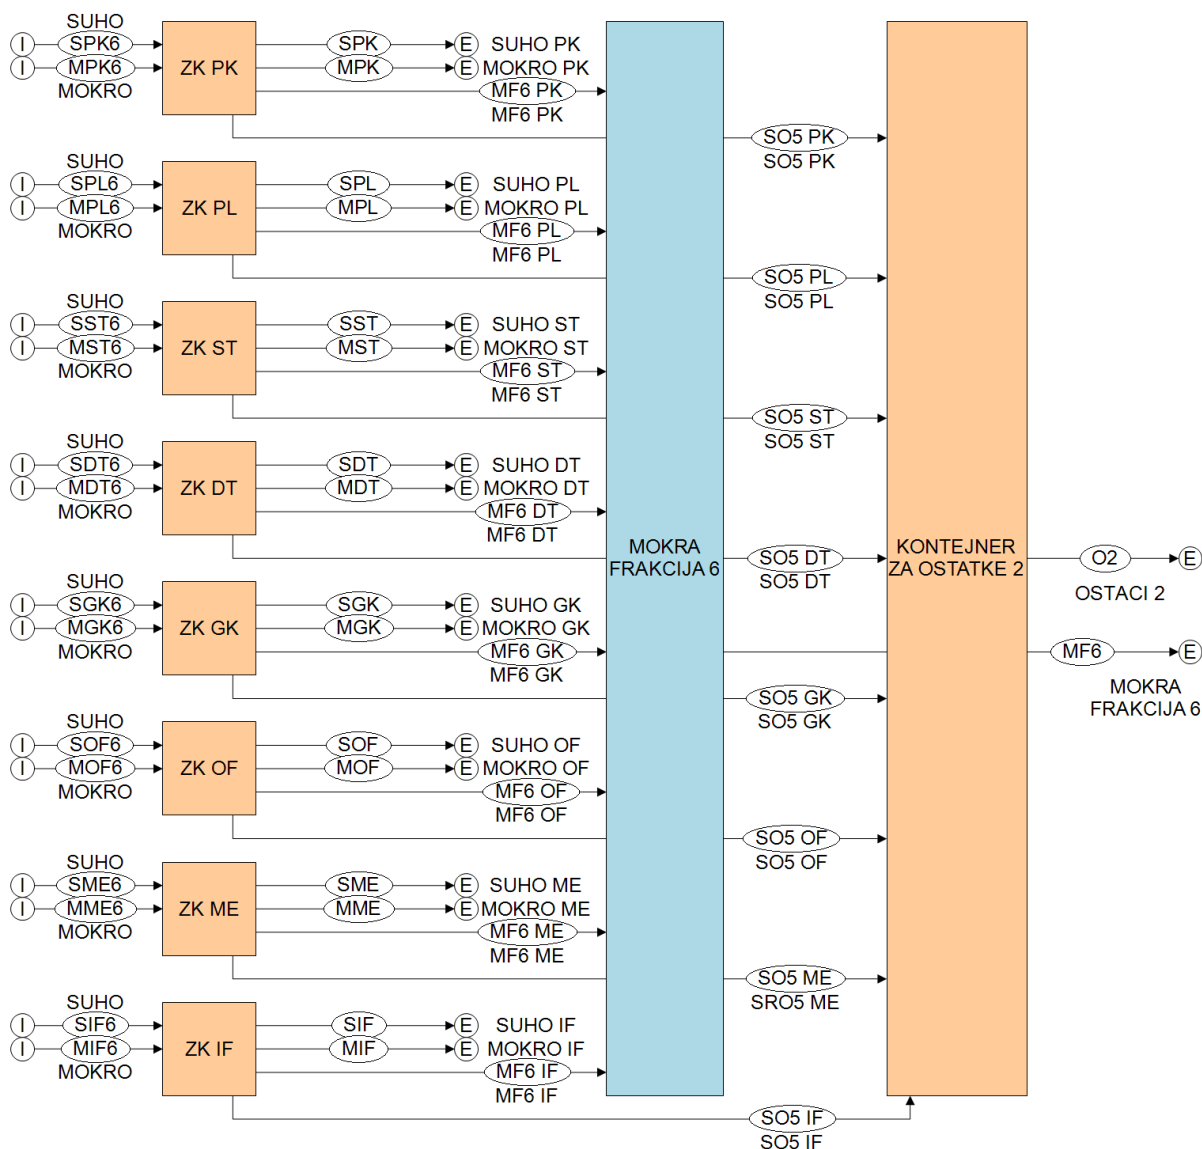 SUHO
I SPK6 ZK PK SPK E SUHO PK
I MPK6 MPK E MOKRO PK
MOKRO MF6 PK
MF6 PK
SO5 PK
SO5 PK
SUHO
I SPL6 ZK PL SPL E SUHO PL
I MPL6 MPL E MOKRO PL
MOKRO MF6 PL
MF6 PL
SO5 PL
SO5 PL
SUHO
I SST6 ZK ST SST E SUHO ST
I MST6 MST E MOKRO ST
MOKRO MF6 ST
MF6 ST
SO5 ST
SO5 ST
SUHO
I SDT6 ZK DT SDT E SUHO DT
I MDT6 MDT E MOKRO DT
MOKRO MF6 DT
MF6 DT
MOKRA
FRAKCIJA 6
SO5 DT
SO5 DT
KONTEJNER
ZA OSTATKE 2
O2 E
OSTACI 2
SUHO
I SGK6 ZK GK SGK E SUHO GK
I MGK6 MGK E MOKRO GK
MOKRO MF6 GK
MF6 GK
MF6 E
MOKRA
FRAKCIJA 6
SO5 GK
SO5 GK
SUHO
I SOF6 ZK OF SOF E SUHO OF
I MOF6 MOF E MOKRO OF
MOKRO MF6 OF
MF6 OF
SO5 OF
SO5 OF
SUHO
I SME6 ZK ME SME E SUHO ME
I MME6 MME E MOKRO ME
MOKRO MF6 ME
MF6 ME
SO5 ME
SRO5 ME
SUHO
I SIF6 ZK IF SIF E SUHO IF
I MIF6 MIF E MOKRO IF
MOKRO MF6 IF
MF6 IF
SO5 IF
SO5 IF